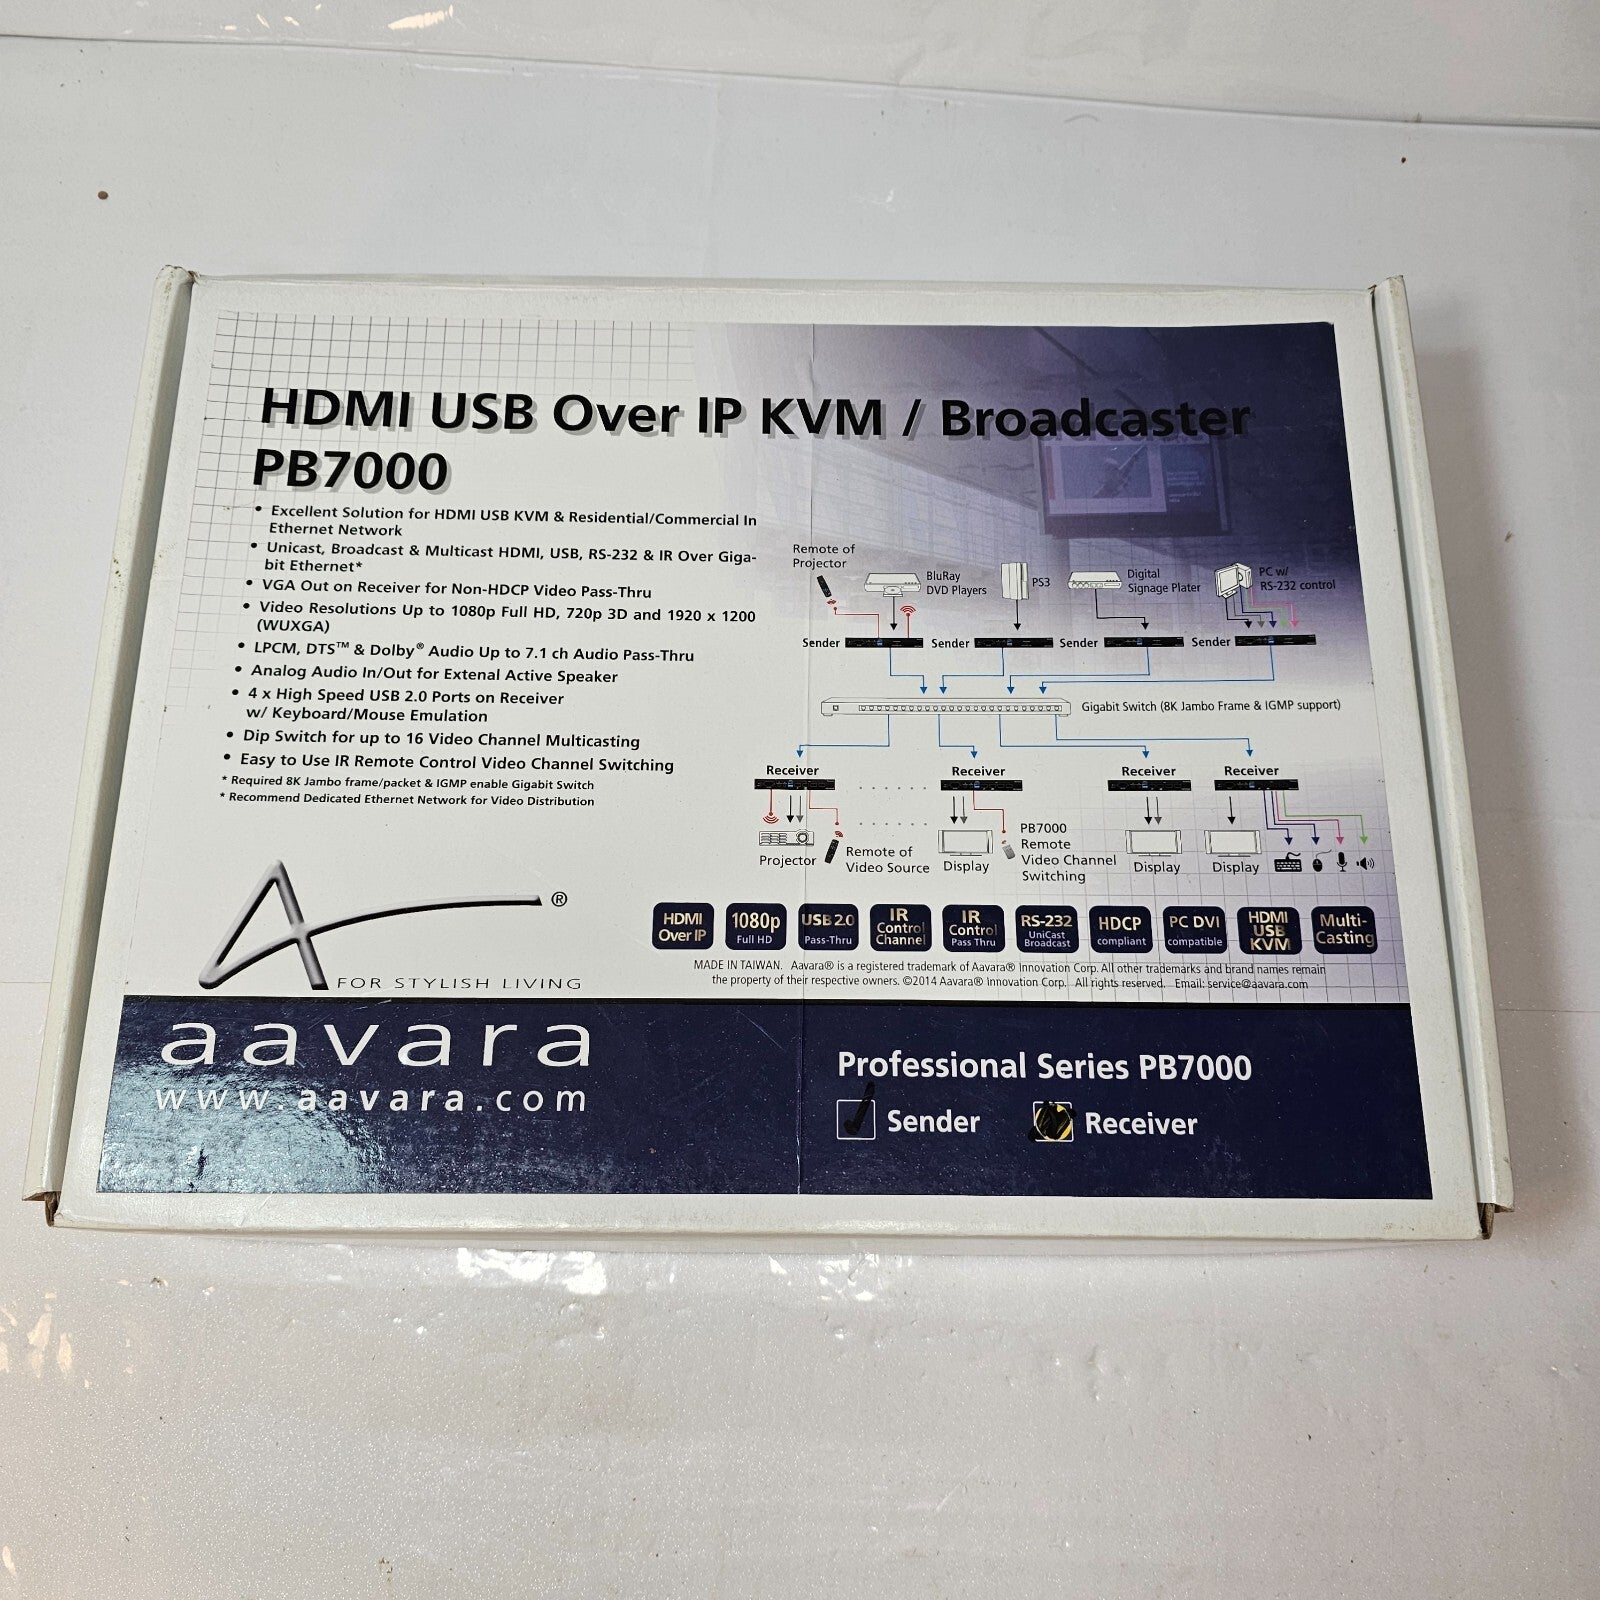 HDMI USB Over IP KVM / Broadcaster
PB7000
• Excellent Solution for HDMI USB KVM & Residential/Commercial In
Ethernet Network
• Unicast, Broadcast & Multicast HDMI, USB, RS-232 & IR Over Giga-
bit Ethernet*
• VGA Out on Receiver for Non-HDCP Video Pass-Thru
• Video Resolutions Up to 1080p Full HD, 720p 3D and 1920 x 1200
(WUXGA)
• LPCM, DTS™ & Dolby® Audio Up to 7.1 ch Audio Pass-Thru
• Analog Audio In/Out for Extenal Active Speaker
• 4 x High Speed USB 2.0 Ports on Receiver
w/ Keyboard/Mouse Emulation
• Dip Switch for up to 16 Video Channel Multicasting
• Easy to Use IR Remote Control Video Channel Switching
* Required 8K Jambo frame/packet & IGMP enable Gigabit Switch
* Recommend Dedicated Ethernet Network for Video Distribution
Remote of
Projector
BluRay
DVD Players
PS3
Digital
Signage Plater
PC w/
RS-232 control
Sender
Sender
Sender
Sender
Gigabit Switch (8K Jambo Frame & IGMP support)
Receiver
Receiver
Receiver
Receiver
Projector
Remote of
Video Source
Display
PB7000
Remote
Video Channel
Switching
Display
Display
HDMI
Over IP
1080p
Full HD
USB 2.0
Pass-Thru
IR
Control
Channel
IR
Control
Pass Thru
RS-232
UniCast
Broadcast
HDCP
compliant
PC DVI
compatible
HDMI
USB
KVM
Multi-
Casting
MADE IN TAIWAN. Aavara® is a registered trademark of Aavara® Innovation Corp. All other trademarks and brand names remain
the property of their respective owners. ©2014 Aavara® Innovation Corp. All rights reserved. Email: service@aavara.com
A ®
FOR STYLISH LIVING
aavara
www.aavara.com
Professional Series PB7000
Sender
Receiver